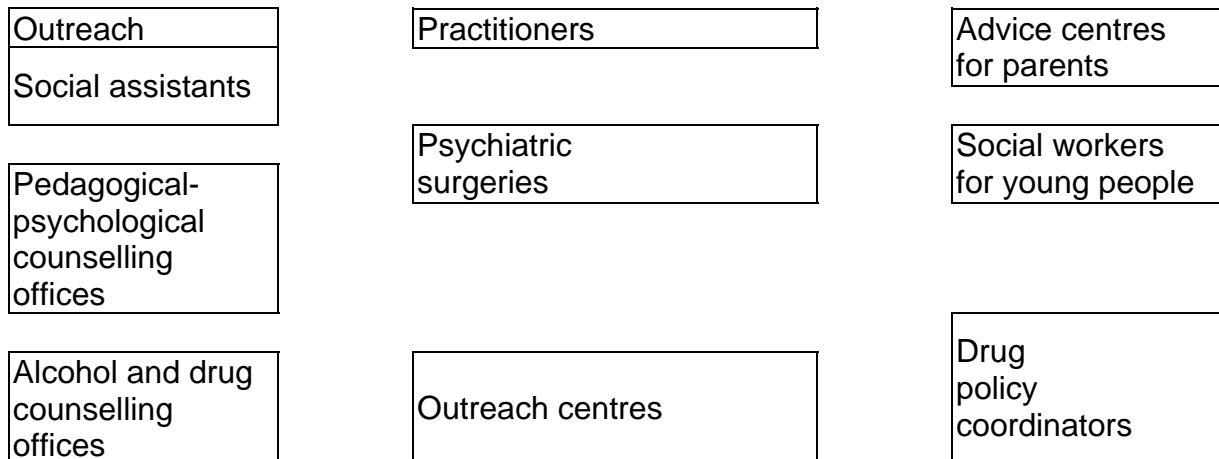 Outreach
Social assistants
Pedagogical-
psychological
counselling
offices
Alcohol and drug
counselling
offices
Practitioners
Psychiatric
surgeries
Outreach centres
Advice centres
for parents
Social workers
for young people
Drug
policy
coordinators